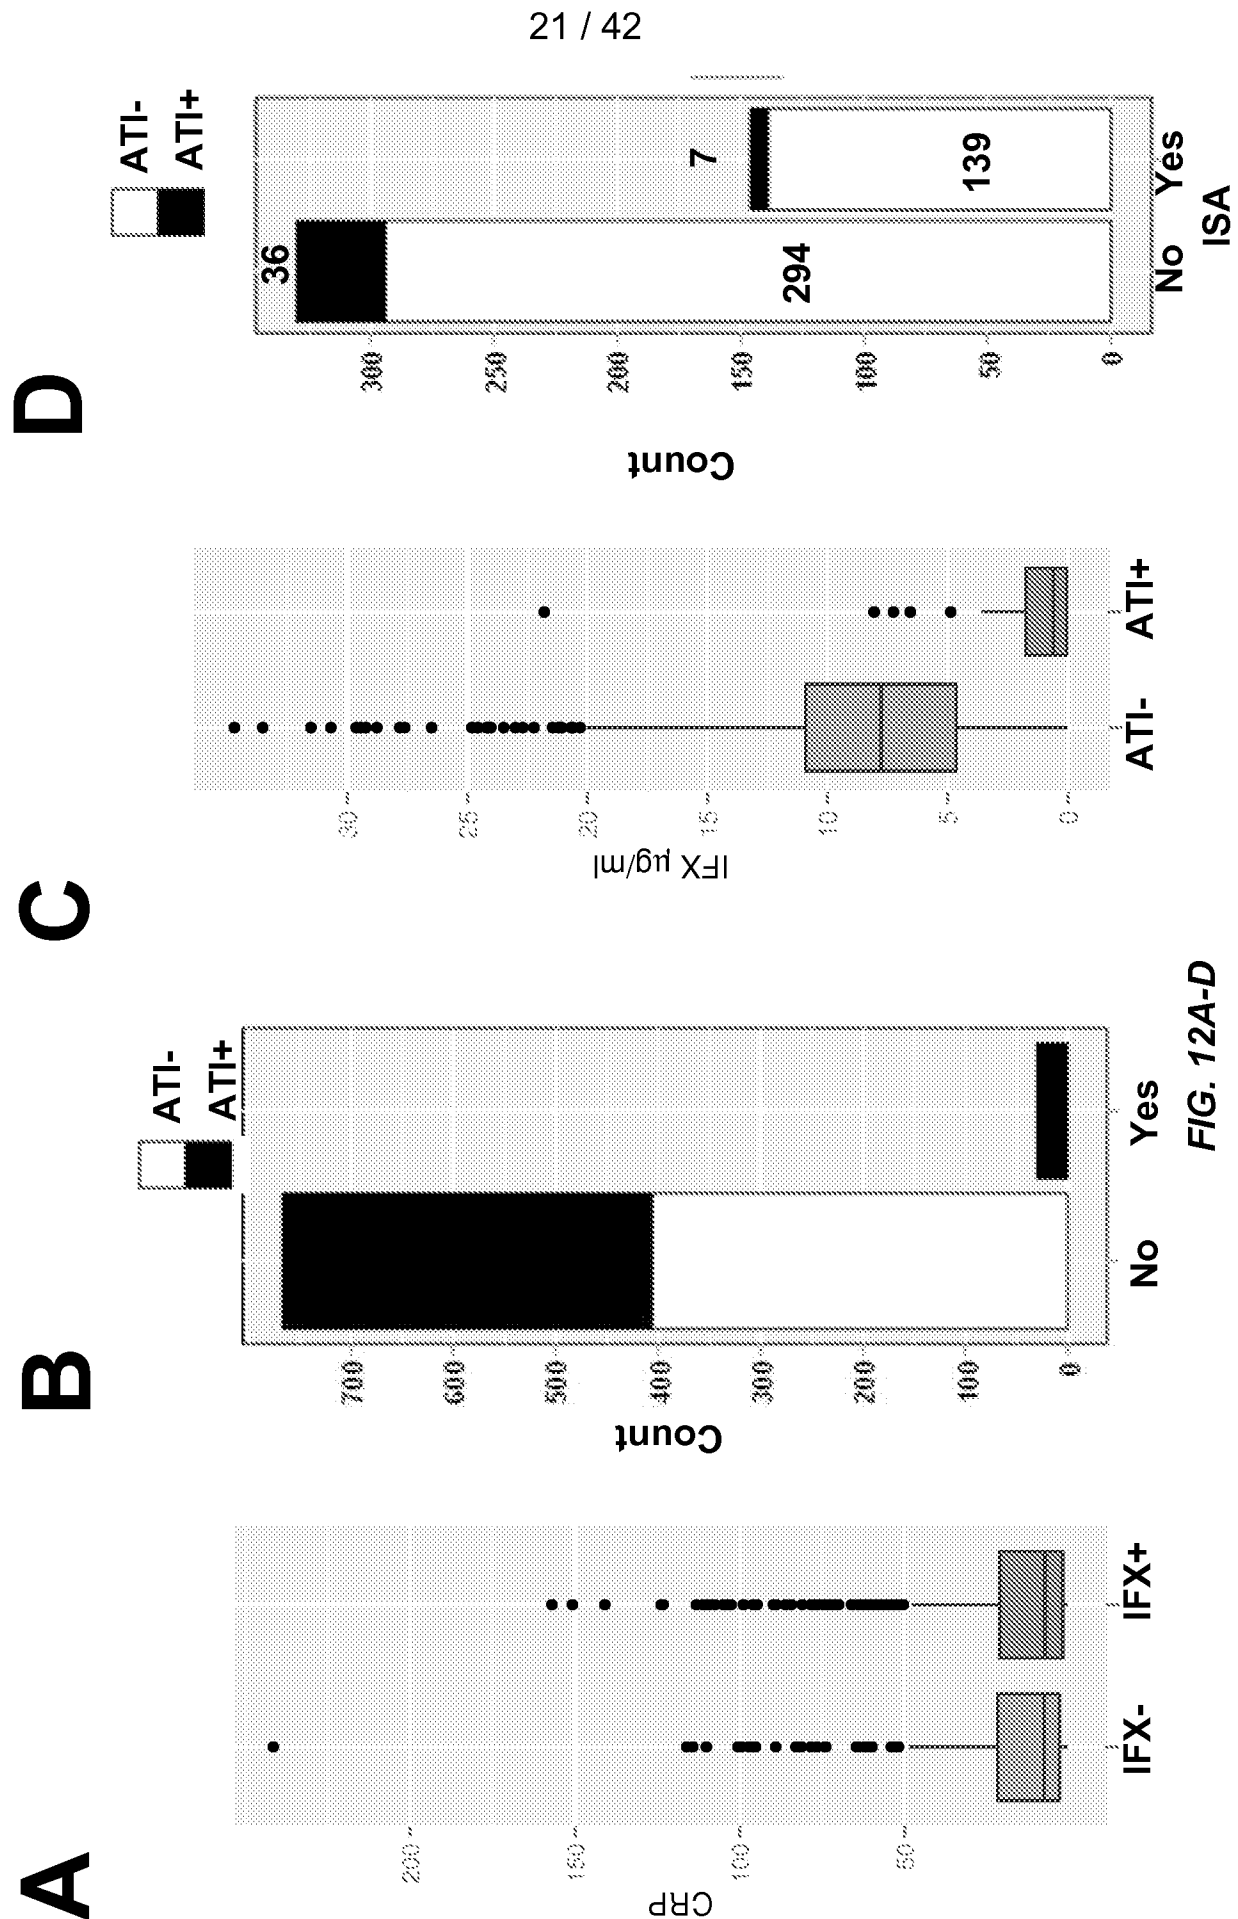 21 / 42
A
CRP
200
150
100
50
IFX-
IFX+
B
ATI-
ATI+
Count
700
600
500
400
300
200
100
0
No
Yes
C
IFX µg/ml
30
25
20
15
10
5
0
ATI-
ATI+
D
ATI-
ATI+
Count
300
250
200
150
100
50
0
36
294
7
139
No
Yes
ISA
FIG. 12A-D